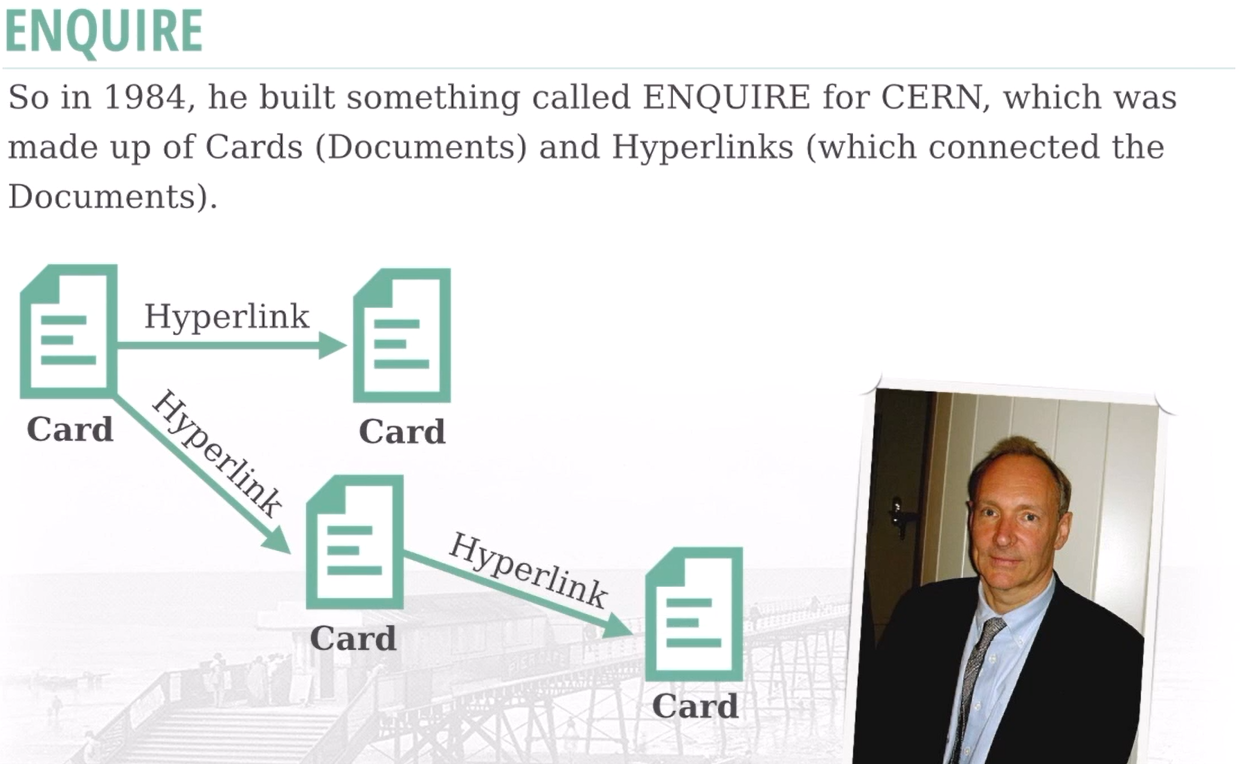 ENQUIRE
So in 1984, he built something called ENQUIRE for CERN, which was
made up of Cards (Documents) and Hyperlinks (which connected the
Documents).
Hyperlink
Card
Card
Hyperlink
Card
Hyperlink
Card